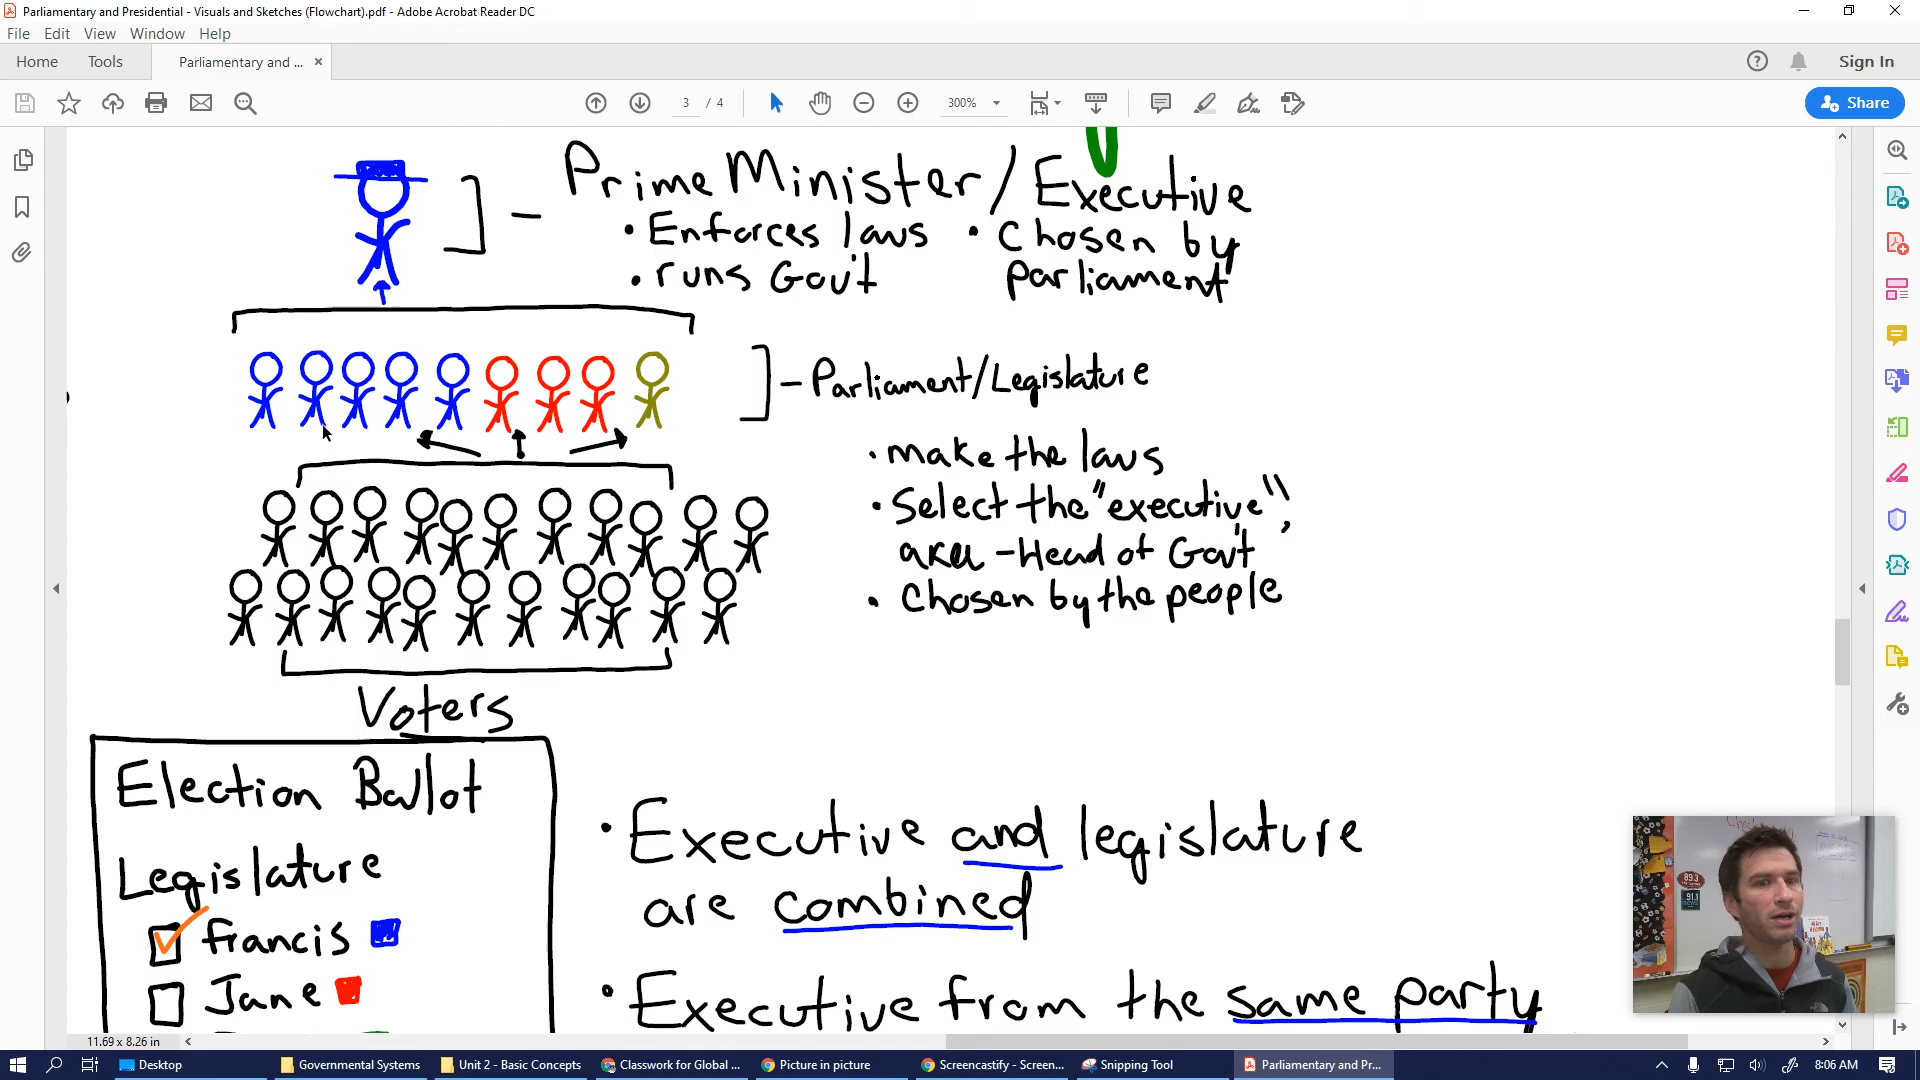 Parliamentary and Presidential - Visuals and Sketches (Flowchart).pdf - Adobe Acrobat Reader DC
File Edit View Window Help
Home Tools Parliamentary and ... ×
Sign In
3 / 4
300%
Share
Prime Minister / Executive
• Enforces laws • Chosen by
• runs Gov't parliament
- Parliament/Legislature
• make the laws
• Select the "executive",
aka - Head of Gov't
• Chosen by the people
Voters
Election Ballot
Legislature
Francis
Jane
• Executive and legislature
are combined
• Executive from the same party
89.3
91.1
11.69 x 8.26 in
Desktop
Governmental Systems
Unit 2 - Basic Concepts
Classwork for Global ...
Picture in picture
Screencastify - Screen...
Snipping Tool
Parliamentary and Pr...
8:06 AM